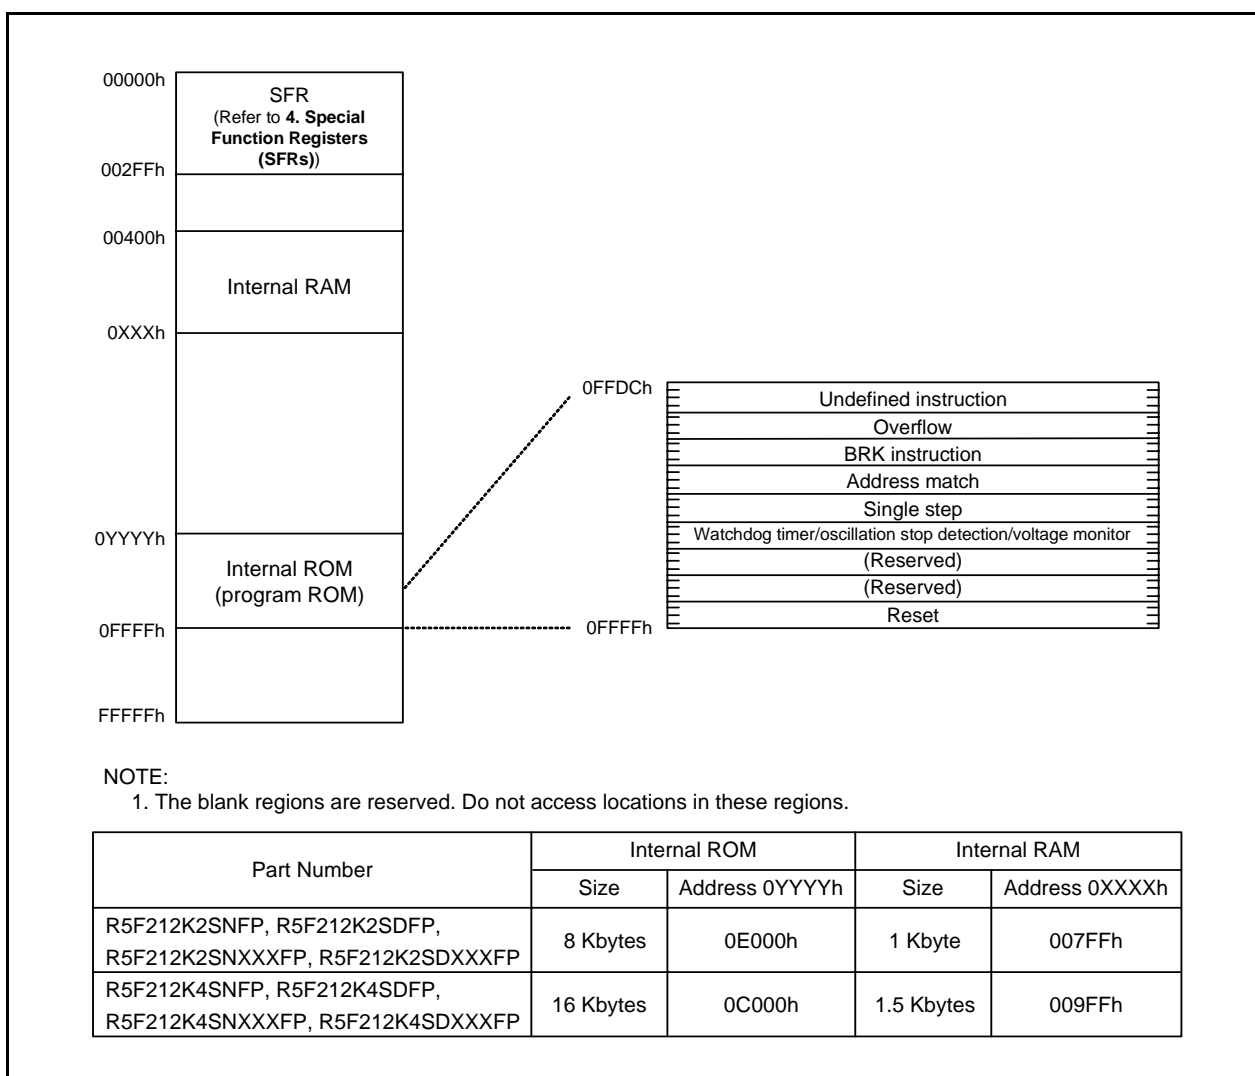 00000h
SFR
(Refer to 4. Special
Function Registers
(SFRs))
002FFh
00400h
Internal RAM
0XXXh
0YYYYh
Internal ROM
(program ROM)
0FFFFh
FFFFFh
0FFDCh
Undefined instruction
Overflow
BRK instruction
Address match
Single step
Watchdog timer/oscillation stop detection/voltage monitor
(Reserved)
(Reserved)
Reset
0FFFFh
NOTE:
1. The blank regions are reserved. Do not access locations in these regions.
Part Number
Internal ROM
Internal RAM
Size
Address 0YYYYh
Size
Address 0XXXXh
R5F212K2SNFP, R5F212K2SDFP,
R5F212K2SNXXXFP, R5F212K2SDXXXFP
8 Kbytes
0E000h
1 Kbyte
007FFh
R5F212K4SNFP, R5F212K4SDFP,
R5F212K4SNXXXFP, R5F212K4SDXXXFP
16 Kbytes
0C000h
1.5 Kbytes
009FFh